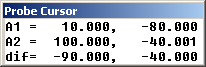 Probe Cursor
A1 =    10.000,   -80.000
A2 =   100.000,   -40.001
dif=   -90.000,   -40.000